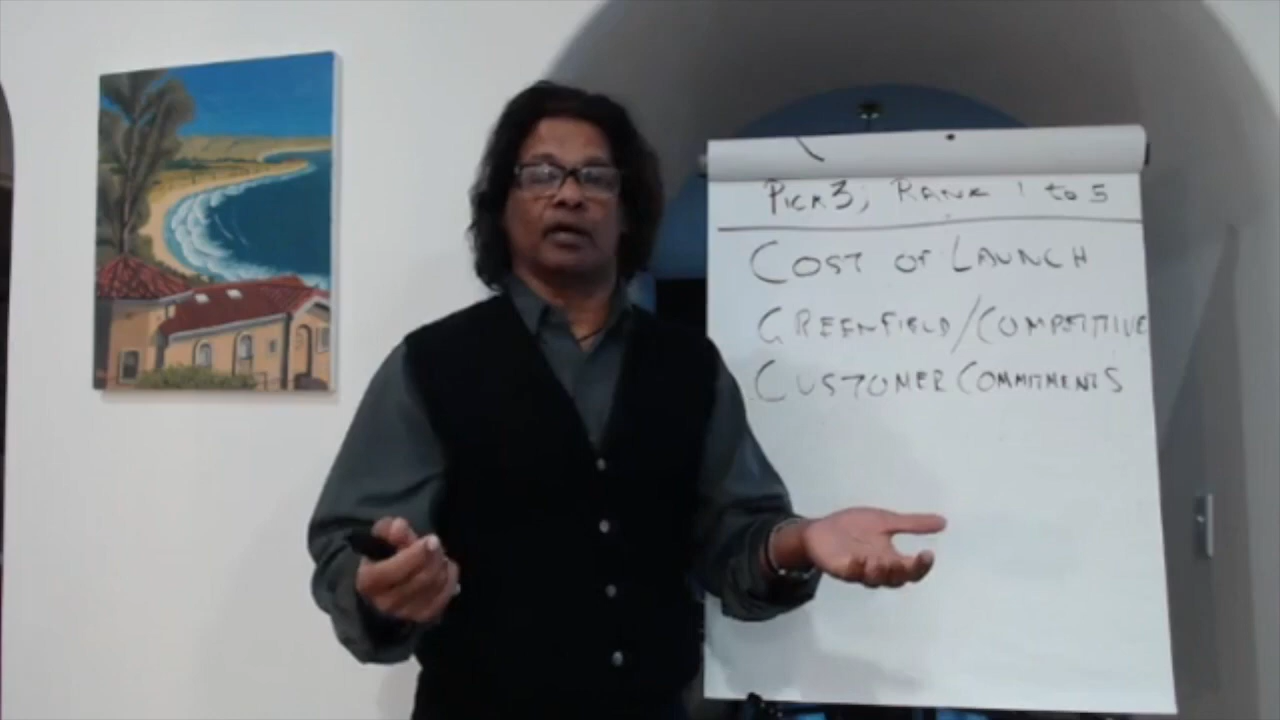 PICK 3; RANK 1 to 5
COST OF LAUNCH
GREENFIELD/COMPETITIVE
CUSTOMER COMMITMENTS